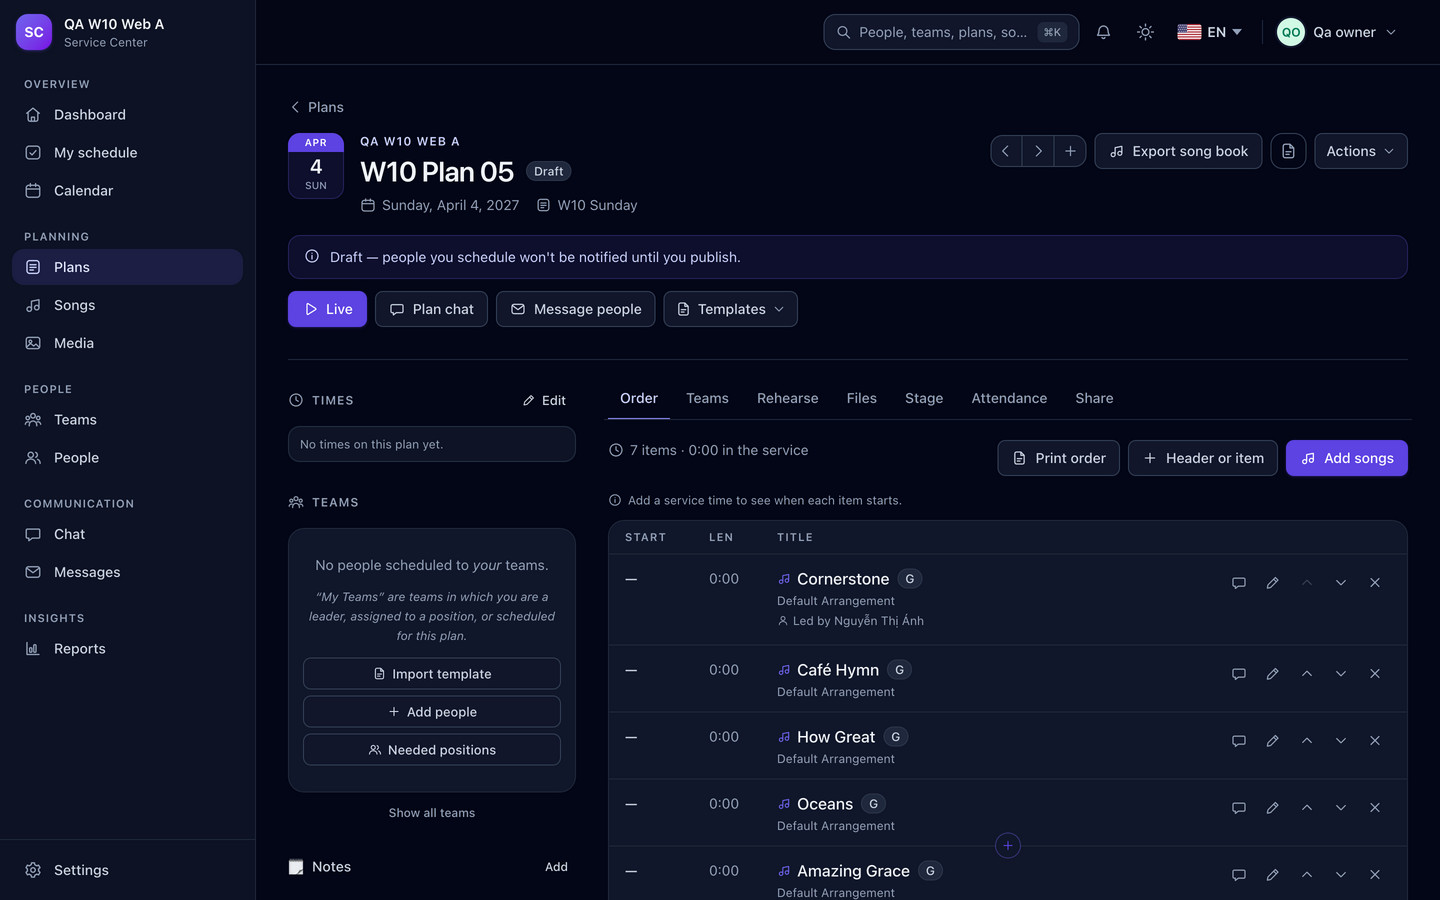 SC
QA W10 Web A
Service Center
OVERVIEW
Dashboard
My schedule
Calendar
PLANNING
Plans
Songs
Media
PEOPLE
Teams
People
COMMUNICATION
Chat
Messages
INSIGHTS
Reports
Settings
People, teams, plans, so... ⌘K
EN
QO Qa owner
Plans
APR
4
SUN
QA W10 WEB A
W10 Plan 05 Draft
Sunday, April 4, 2027 W10 Sunday
Export song book
Actions
Draft — people you schedule won't be notified until you publish.
Live
Plan chat
Message people
Templates
TIMES
Edit
No times on this plan yet.
TEAMS
No people scheduled to your teams.
“My Teams” are teams in which you are a
leader, assigned to a position, or scheduled
for this plan.
Import template
Add people
Needed positions
Show all teams
Notes
Add
Order Teams Rehearse Files Stage Attendance Share
7 items · 0:00 in the service
Print order
Header or item
Add songs
Add a service time to see when each item starts.
START LEN TITLE
— 0:00 Cornerstone G
Default Arrangement
Led by Nguyễn Thị Ánh
— 0:00 Café Hymn G
Default Arrangement
— 0:00 How Great G
Default Arrangement
— 0:00 Oceans G
Default Arrangement
— 0:00 Amazing Grace G
Default Arrangement